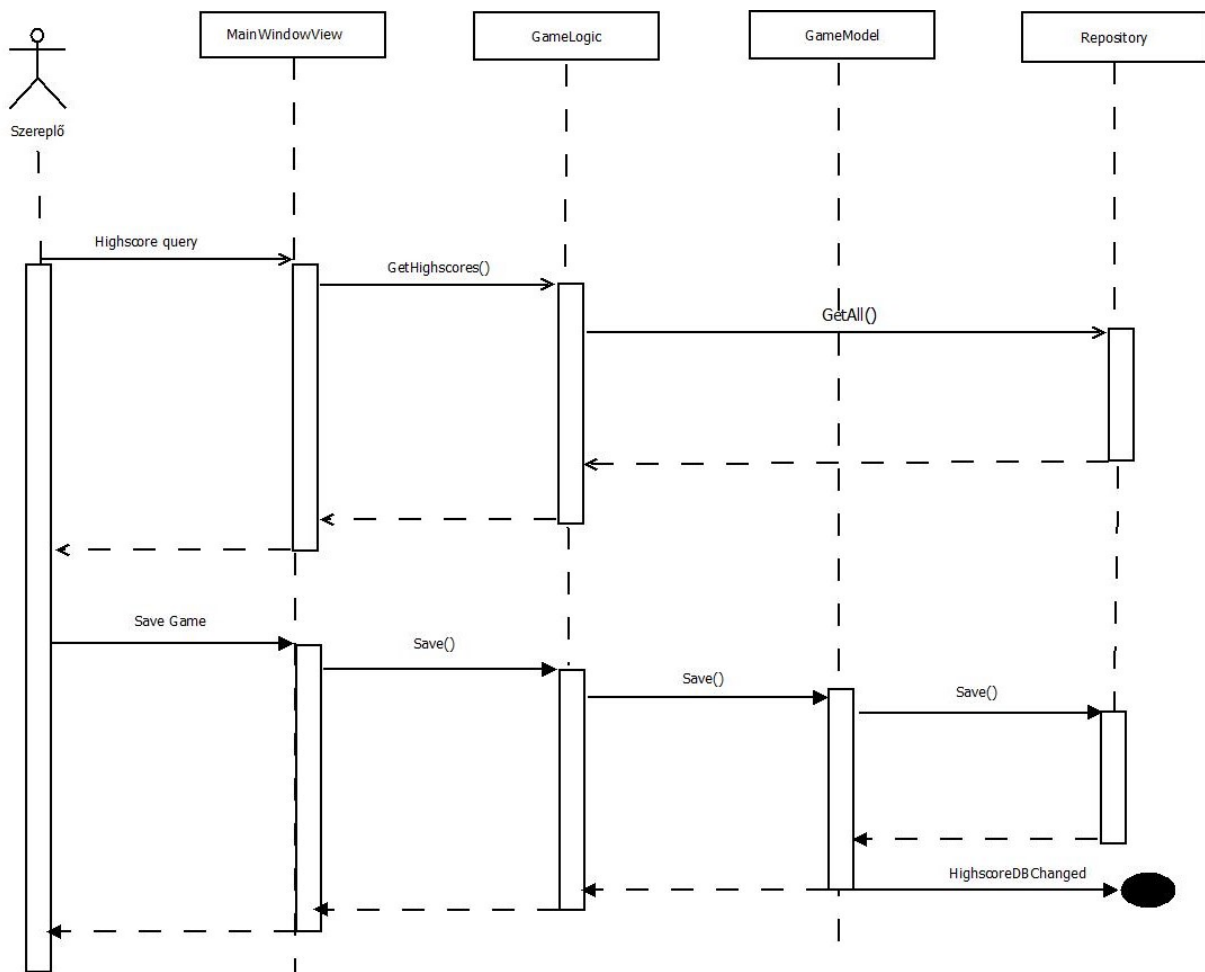 MainWindowView
GameLogic
GameModel
Repository
Szereplő
Highscore query
GetHighscores()
GetAll()
Save Game
Save()
Save()
Save()
HighscoreDBChanged